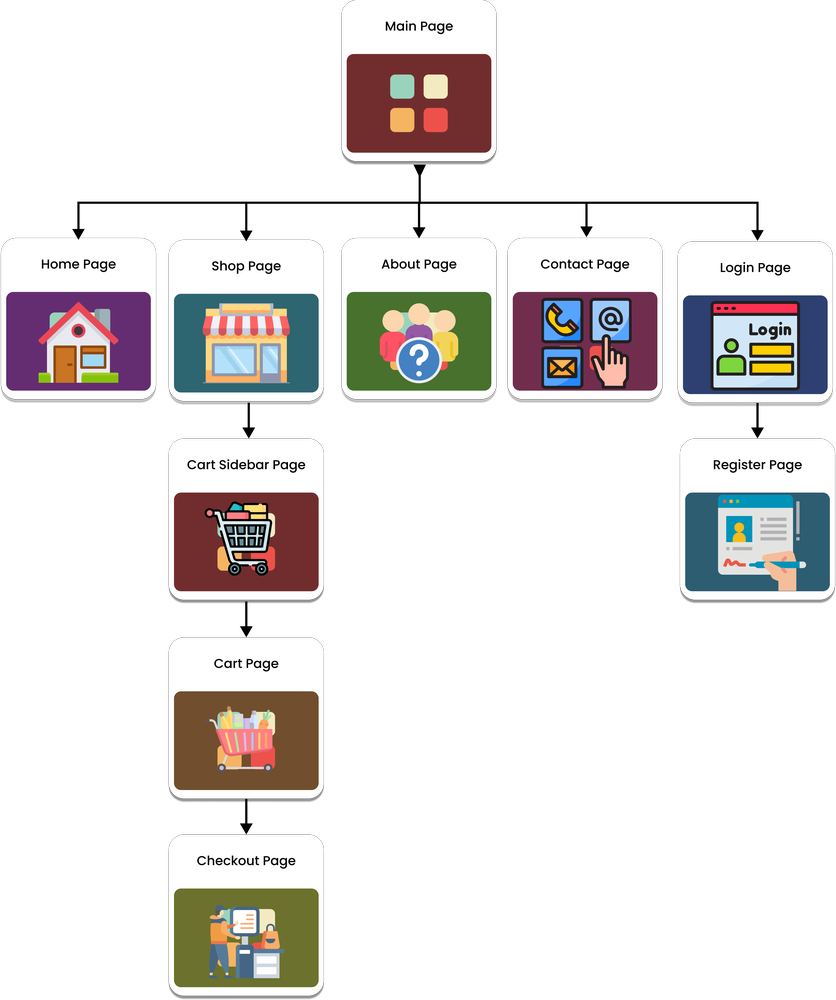 Main Page
Home Page
Shop Page
About Page
Contact Page
Login Page
@
?
Login
Cart Sidebar Page
Register Page
Cart Page
Checkout Page